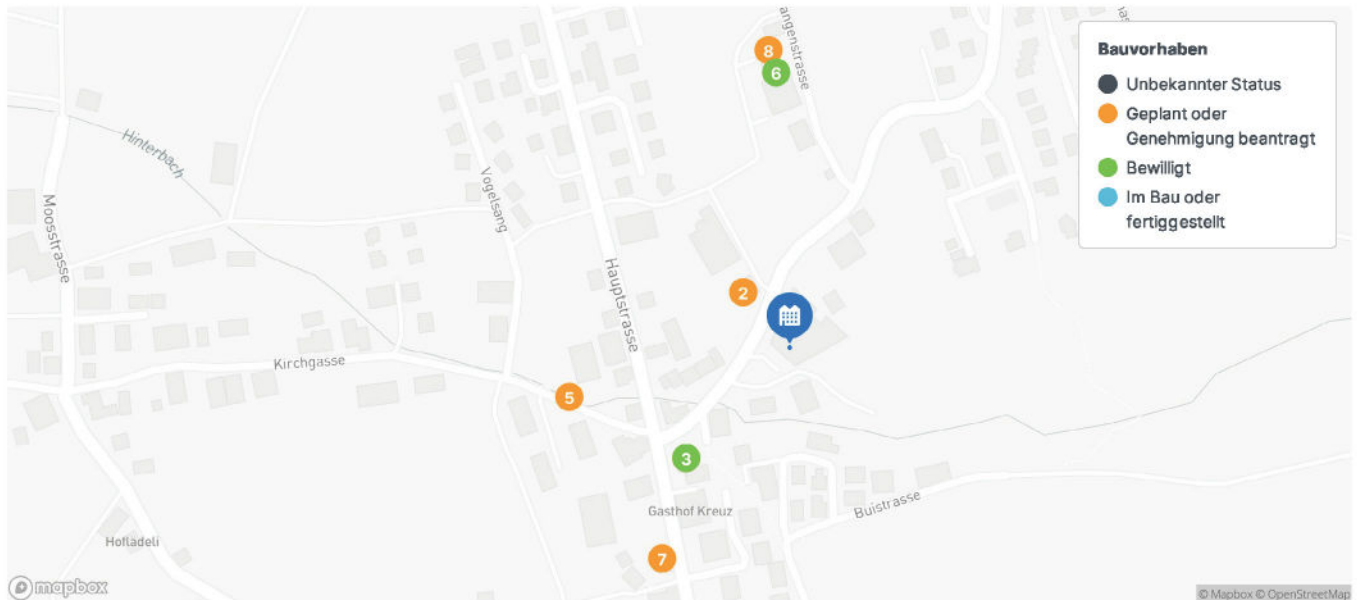 angenstrasse
8
6
Bauvorhaben
Unbekannter Status
Geplant oder
Genehmigung beantragt
Bewilligt
Im Bau oder
fertiggestellt
Hinterbach
Moosstrasse
Vogelsang
Hauptstrasse
2
Kirchgasse
5
3
Gasthof Kreuz
Buistrasse
Hofladeli
7
mapbox
© Mapbox © OpenStreetMap